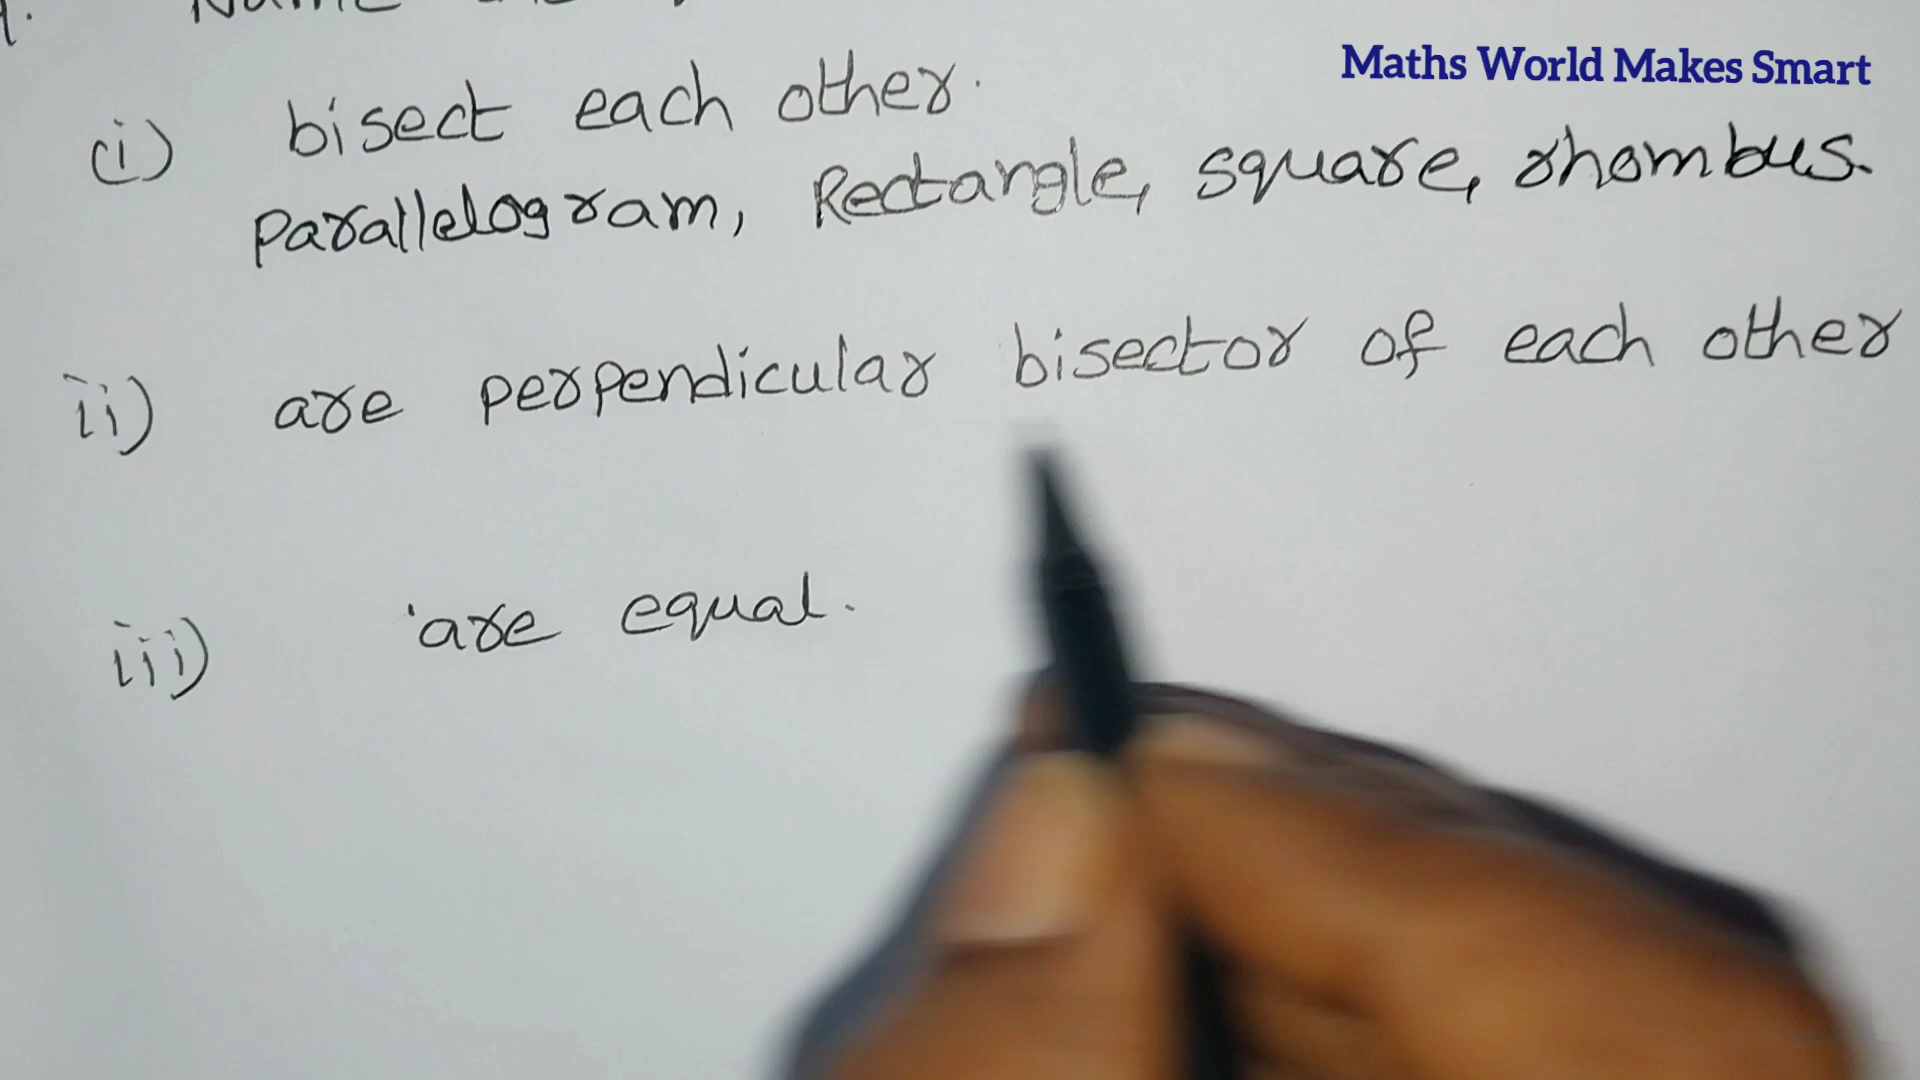 Maths World Makes Smart
(i) bisect each other.
Parallelogram, Rectangle, square, rhombus.
ii) are perpendicular bisector of each other
iii) are equal.